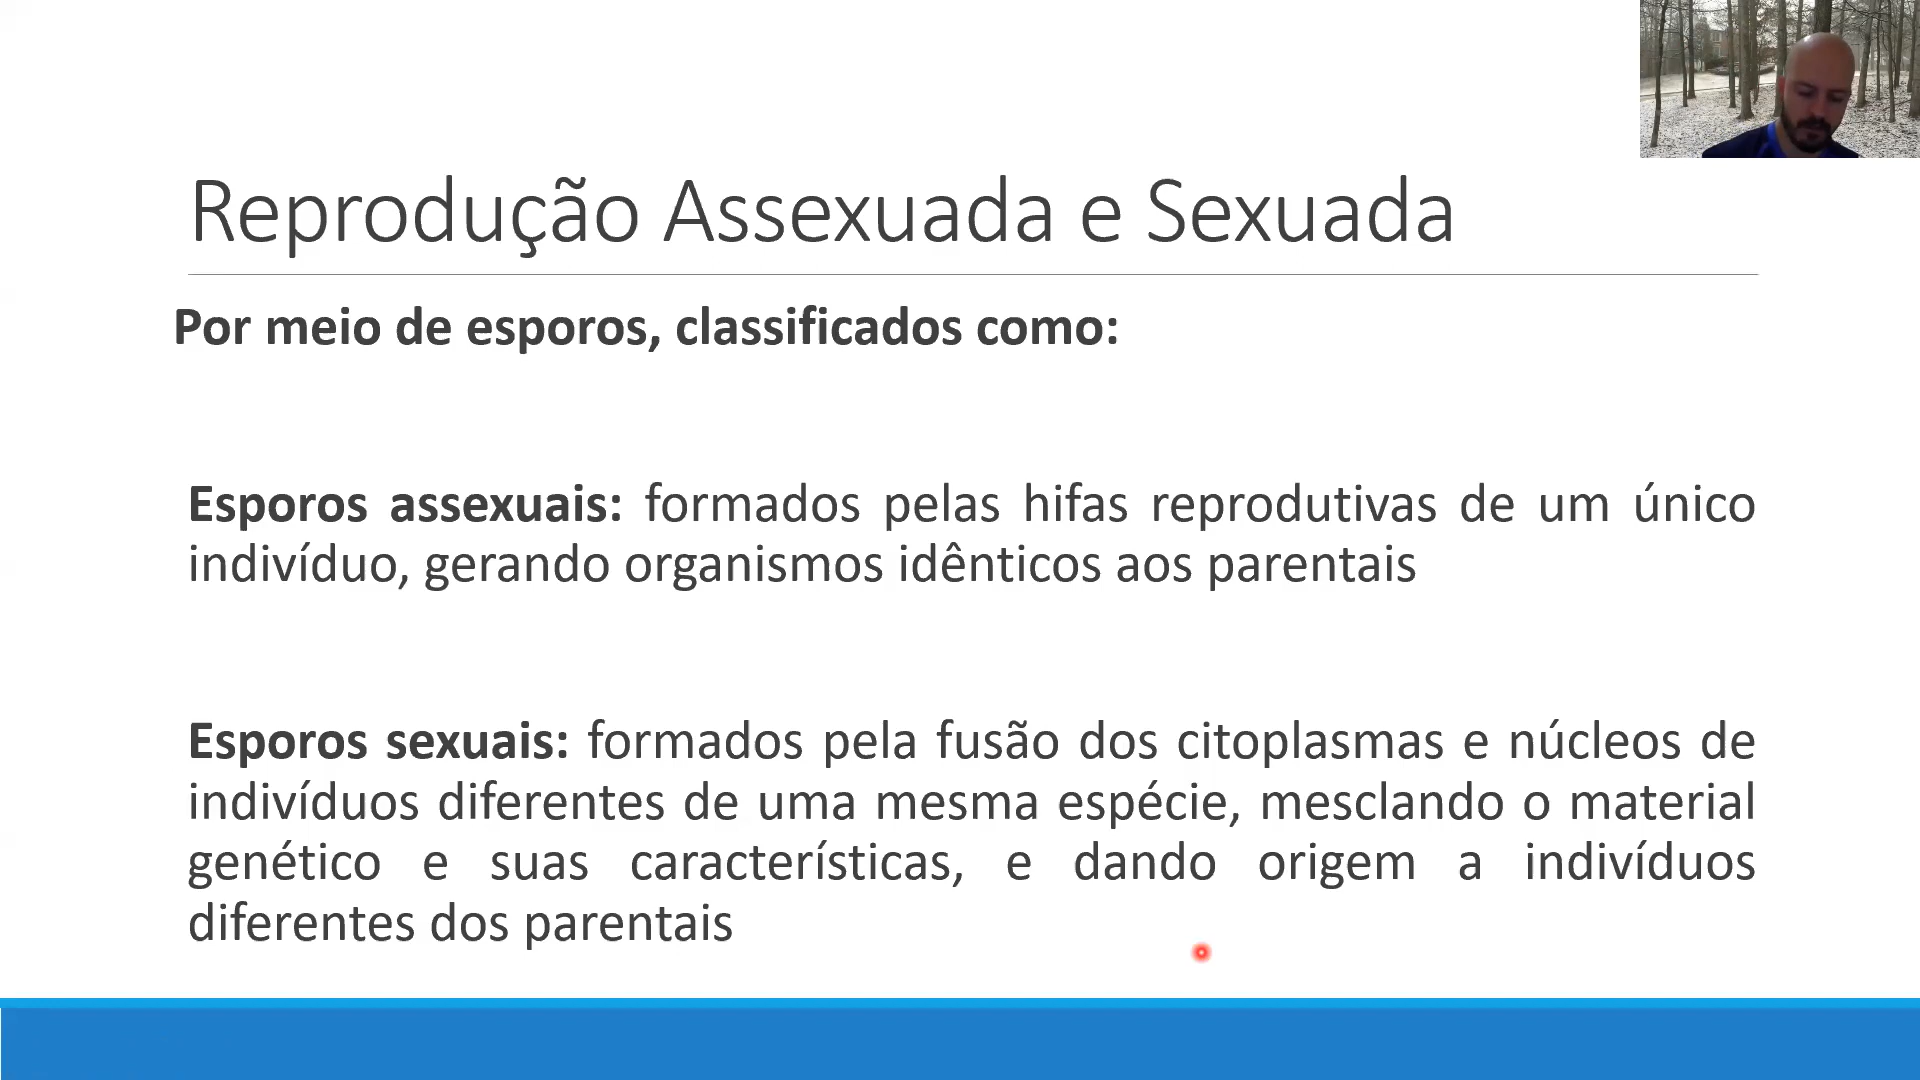 Reprodução Assexuada e Sexuada
Por meio de esporos, classificados como:
Esporos assexuais: formados pelas hifas reprodutivas de um único
indivíduo, gerando organismos idênticos aos parentais
Esporos sexuais: formados pela fusão dos citoplasmas e núcleos de
indivíduos diferentes de uma mesma espécie, mesclando o material
genético e suas características, e dando origem a indivíduos
diferentes dos parentais